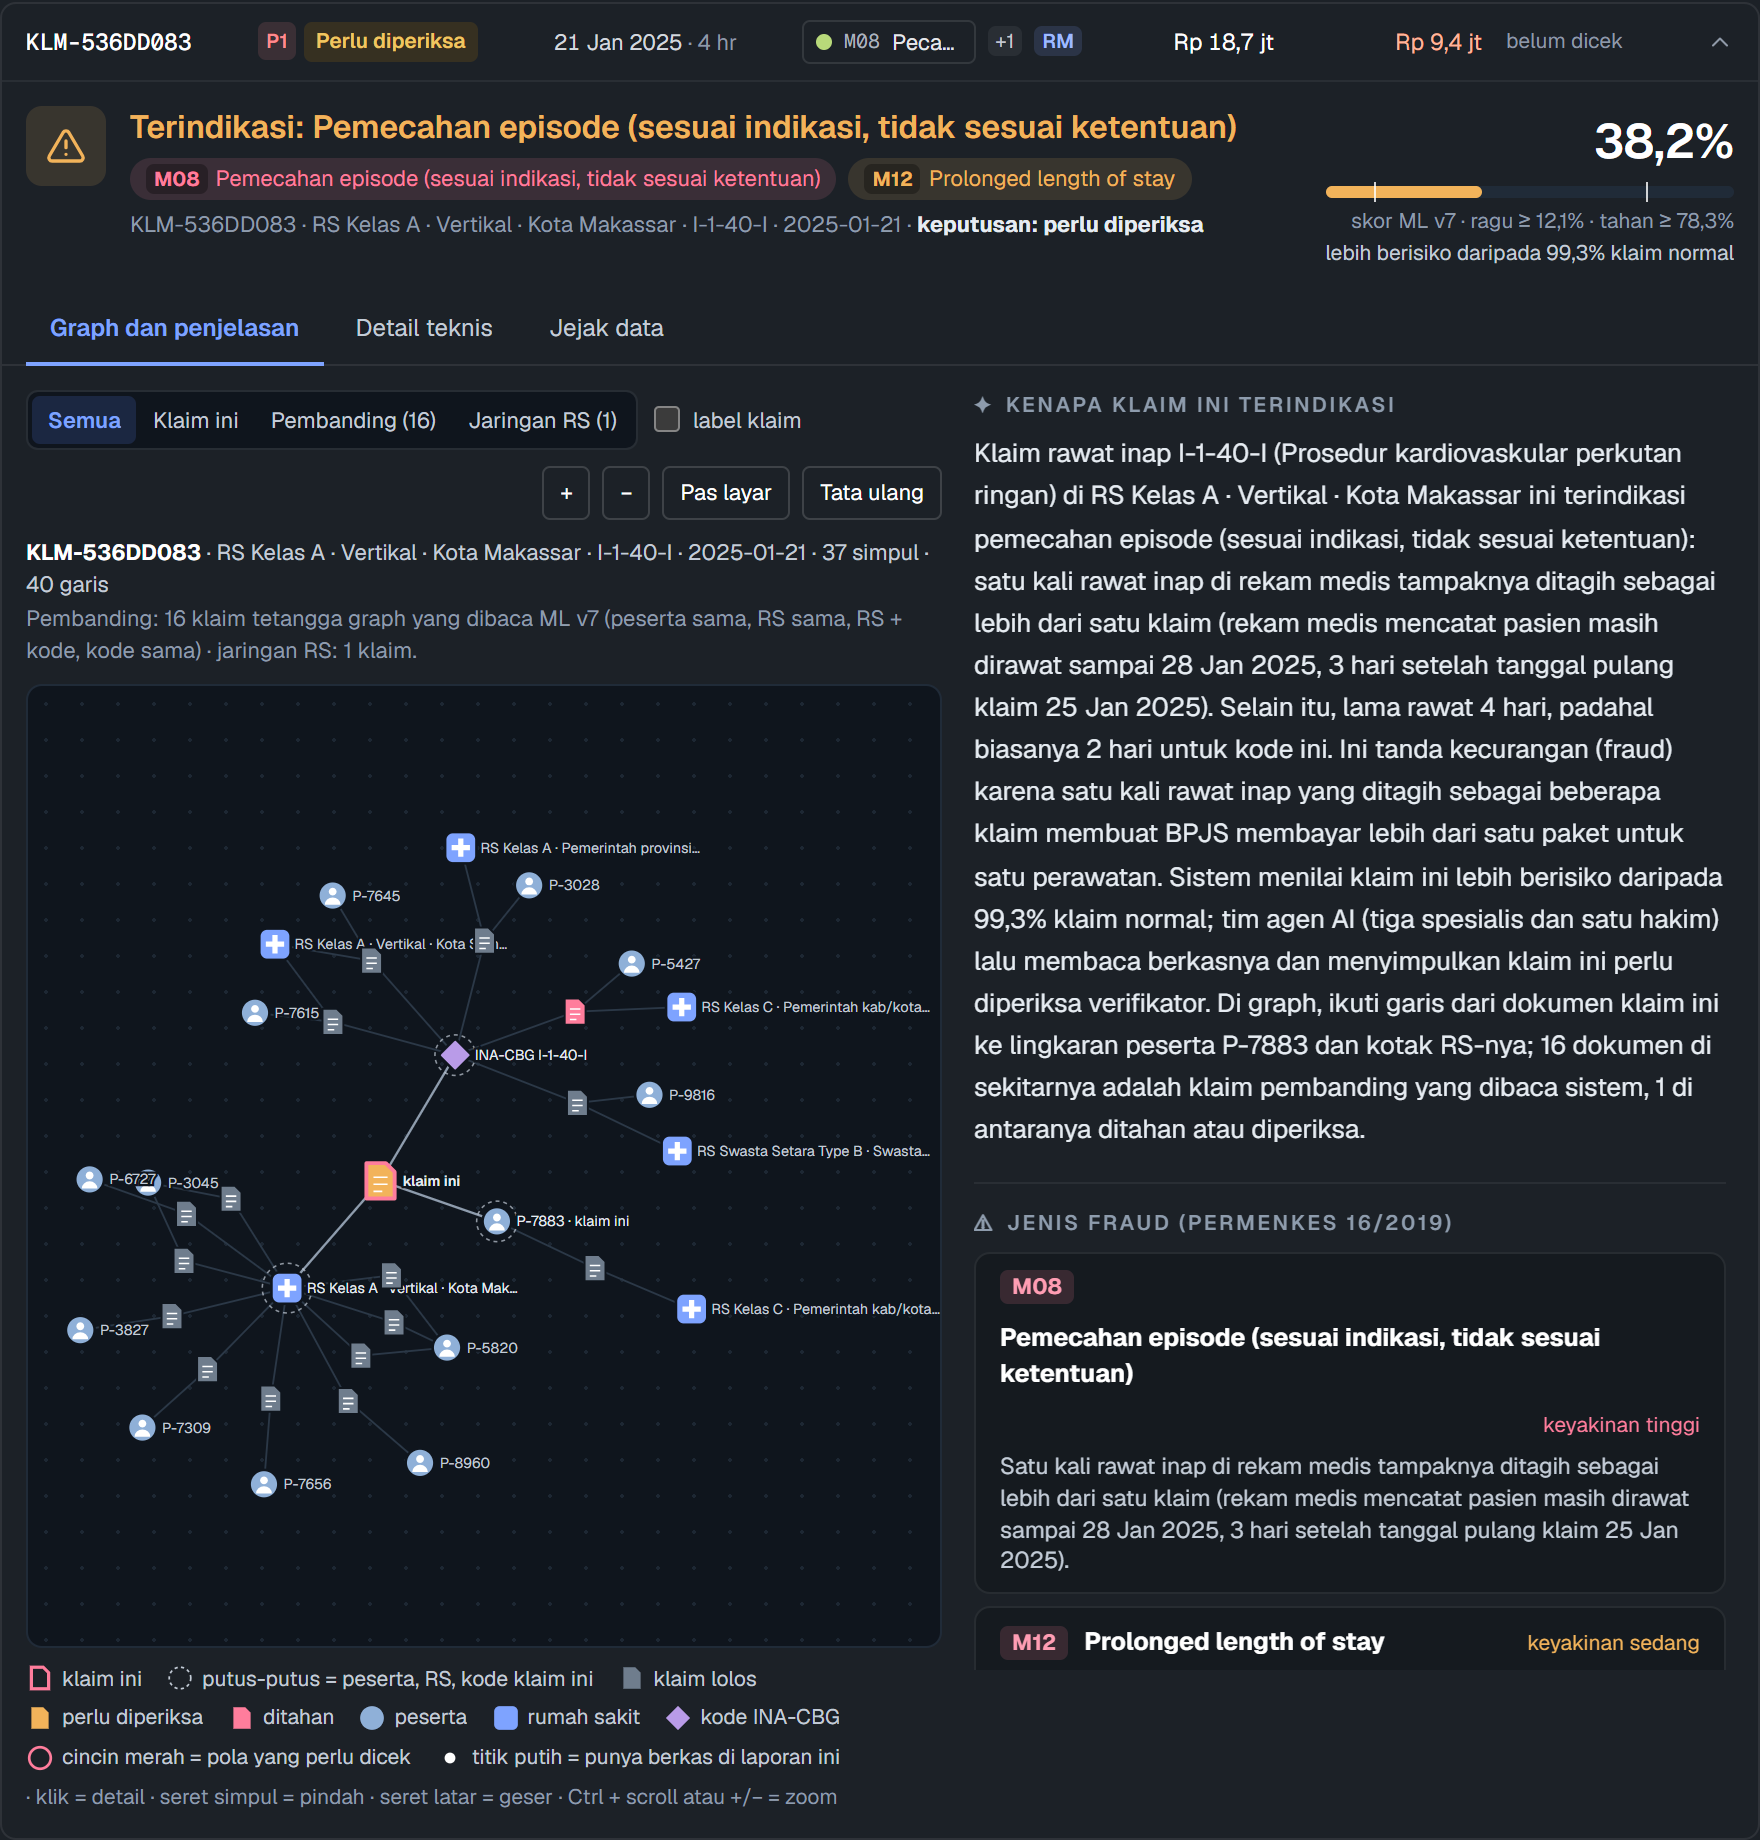 KLM-536DD083 P1 Perlu diperiksa 21 Jan 2025 · 4 hr M08 Peca... +1 RM Rp 18,7 jt Rp 9,4 jt belum dicek
Terindikasi: Pemecahan episode (sesuai indikasi, tidak sesuai ketentuan)
M08 Pemecahan episode (sesuai indikasi, tidak sesuai ketentuan) M12 Prolonged length of stay
KLM-536DD083 · RS Kelas A · Vertikal · Kota Makassar · I-1-40-I · 2025-01-21 · keputusan: perlu diperiksa
38,2%
skor ML v7 · ragu ≥ 12,1% · tahan ≥ 78,3%
lebih berisiko daripada 99,3% klaim normal
Graph dan penjelasan Detail teknis Jejak data
Semua Klaim ini Pembanding (16) Jaringan RS (1) label klaim
+ − Pas layar Tata ulang
KLM-536DD083 · RS Kelas A · Vertikal · Kota Makassar · I-1-40-I · 2025-01-21 · 37 simpul ·
40 garis
Pembanding: 16 klaim tetangga graph yang dibaca ML v7 (peserta sama, RS sama, RS +
kode, kode sama) · jaringan RS: 1 klaim.
RS Kelas A · Pemerintah provinsi...
P-3028
P-7645
RS Kelas A · Vertikal · Kota
P-5427
RS Kelas C · Pemerintah kab/kota...
P-7615
INA-CBG I-1-40-I
P-9816
RS Swasta Setara Type B · Swasta...
klaim ini
P-6727
P-3045
P-7883 · klaim ini
RS Kelas A · Vertikal · Kota Mak...
RS Kelas C · Pemerintah kab/kota...
P-3827
P-5820
P-7309
P-8960
P-7656
klaim ini putus-putus = peserta, RS, kode klaim ini klaim lolos
perlu diperiksa ditahan peserta rumah sakit kode INA-CBG
cincin merah = pola yang perlu dicek titik putih = punya berkas di laporan ini
· klik = detail · seret simpul = pindah · seret latar = geser · Ctrl + scroll atau +/− = zoom
KENAPA KLAIM INI TERINDIKASI
Klaim rawat inap I-1-40-I (Prosedur kardiovaskular perkutan
ringan) di RS Kelas A · Vertikal · Kota Makassar ini terindikasi
pemecahan episode (sesuai indikasi, tidak sesuai ketentuan):
satu kali rawat inap di rekam medis tampaknya ditagih sebagai
lebih dari satu klaim (rekam medis mencatat pasien masih
dirawat sampai 28 Jan 2025, 3 hari setelah tanggal pulang
klaim 25 Jan 2025). Selain itu, lama rawat 4 hari, padahal
biasanya 2 hari untuk kode ini. Ini tanda kecurangan (fraud)
karena satu kali rawat inap yang ditagih sebagai beberapa
klaim membuat BPJS membayar lebih dari satu paket untuk
satu perawatan. Sistem menilai klaim ini lebih berisiko daripada
99,3% klaim normal; tim agen AI (tiga spesialis dan satu hakim)
lalu membaca berkasnya dan menyimpulkan klaim ini perlu
diperiksa verifikator. Di graph, ikuti garis dari dokumen klaim ini
ke lingkaran peserta P-7883 dan kotak RS-nya; 16 dokumen di
sekitarnya adalah klaim pembanding yang dibaca sistem, 1 di
antaranya ditahan atau diperiksa.
JENIS FRAUD (PERMENKES 16/2019)
M08
Pemecahan episode (sesuai indikasi, tidak sesuai
ketentuan)
keyakinan tinggi
Satu kali rawat inap di rekam medis tampaknya ditagih sebagai
lebih dari satu klaim (rekam medis mencatat pasien masih dirawat
sampai 28 Jan 2025, 3 hari setelah tanggal pulang klaim 25 Jan
2025).
M12 Prolonged length of stay keyakinan sedang